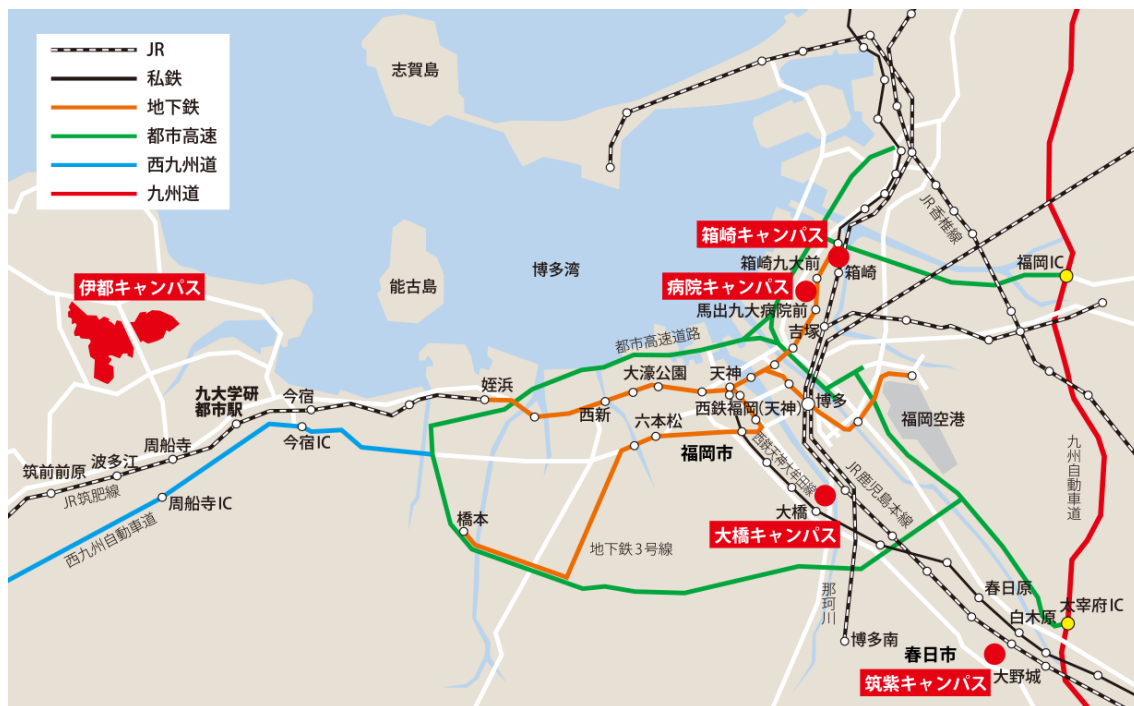 JR
私鉄
地下鉄
都市高速
西九州道
九州道
志賀島
能古島
博多湾
伊都キャンパス
箱崎キャンパス
箱崎九大前
箱崎
病院キャンパス
馬出九大病院前
吉塚
JR香椎線
福岡IC
都市高速道路
九大学研
都市駅
今宿
姪浜
西新
大濠公園
天神
西鉄福岡(天神)
博多
福岡空港
六本松
福岡市
今宿IC
周船寺
波多江
筑前前原
JR筑肥線
周船寺IC
西九州自動車道
橋本
地下鉄3号線
西鉄天神大牟田線
JR鹿児島本線
九州自動車道
大橋
大橋キャンパス
那珂川
博多南
春日原
白木原
太宰府IC
春日市
大野城
筑紫キャンパス